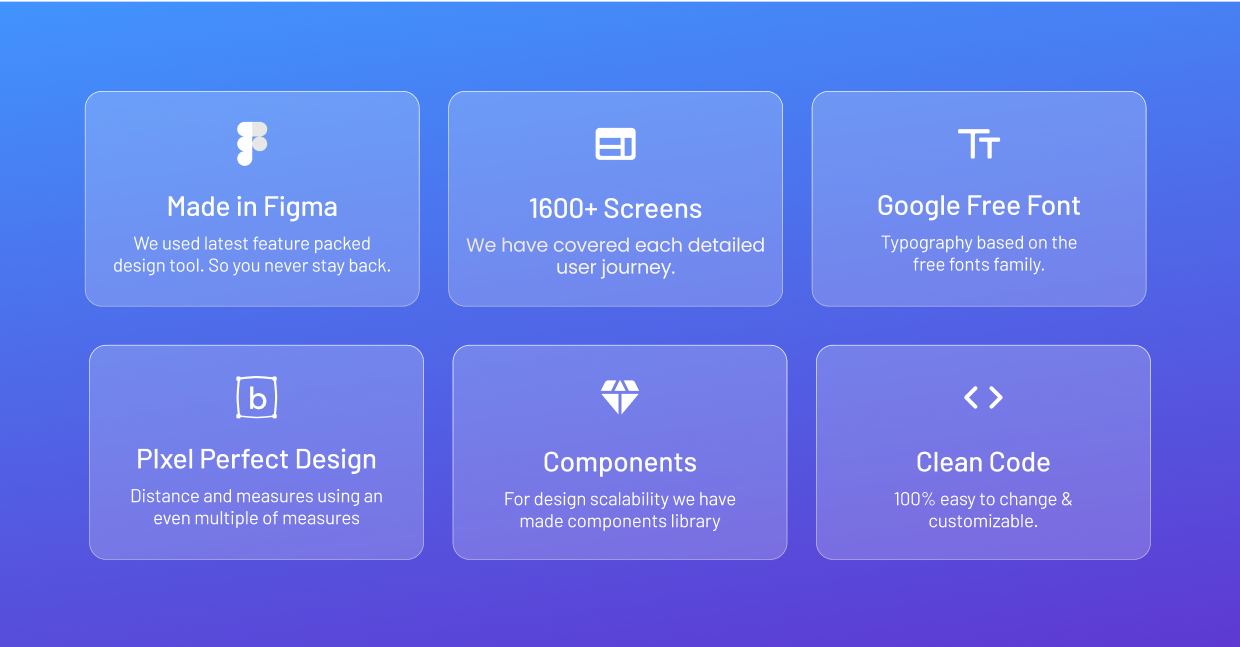 Made in Figma
We used latest feature packed
design tool. So you never stay back.
1600+ Screens
We have covered each detailed
user journey.
Google Free Font
Typography based on the
free fonts family.
b
PIxel Perfect Design
Distance and measures using an
even multiple of measures
Components
For design scalability we have
made components library
Clean Code
100% easy to change &
customizable.